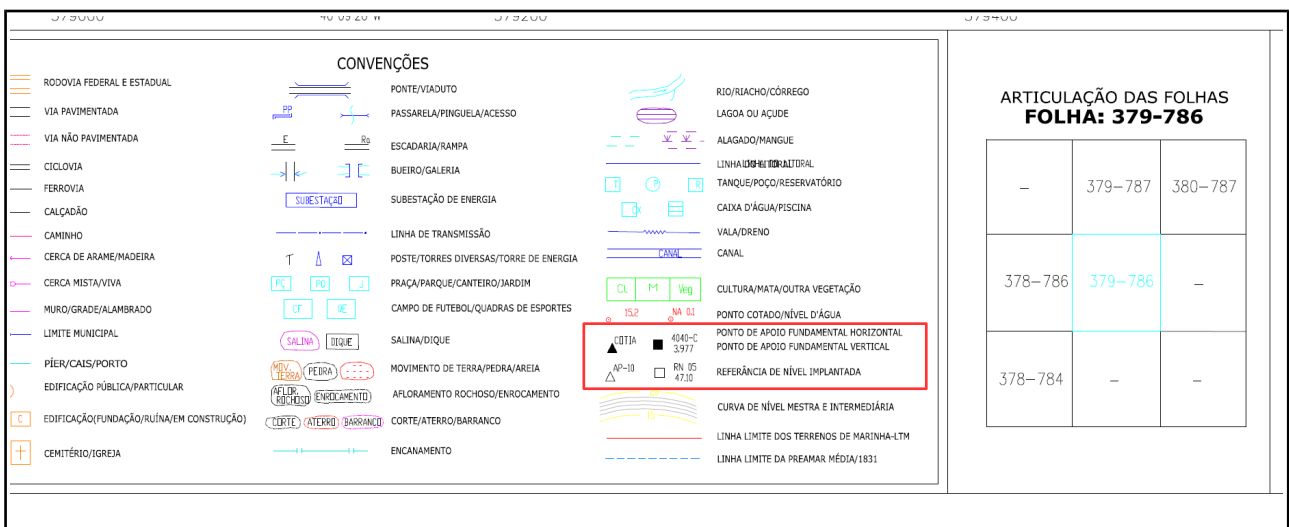 379000 40°09'20"W 379200 379400
CONVENÇÕES
RODOVIA FEDERAL E ESTADUAL
VIA PAVIMENTADA
VIA NÃO PAVIMENTADA
CICLOVIA
FERROVIA
CALÇADÃO
CAMINHO
CERCA DE ARAME/MADEIRA
CERCA MISTA/VIVA
MURO/GRADE/ALAMBRADO
LIMITE MUNICIPAL
PÍER/CAIS/PORTO
EDIFICAÇÃO PÚBLICA/PARTICULAR
C EDIFICAÇÃO(FUNDAÇÃO/RUÍNA/EM CONSTRUÇÃO)
CEMITÉRIO/IGREJA
PONTE/VIADUTO
PP PASSARELA/PINGUELA/ACESSO
E Ra ESCADARIA/RAMPA
BUEIRO/GALERIA
SUBESTAÇÃO SUBESTAÇÃO DE ENERGIA
LINHA DE TRANSMISSÃO
POSTE/TORRES DIVERSAS/TORRE DE ENERGIA
PÇ PQ J PRAÇA/PARQUE/CANTEIRO/JARDIM
CF QE CAMPO DE FUTEBOL/QUADRAS DE ESPORTES
SALINA DIQUE SALINA/DIQUE
MOV. TERRA PEDRA MOVIMENTO DE TERRA/PEDRA/AREIA
AFLOR. ROCHOSO ENROCAMENTO AFLORAMENTO ROCHOSO/ENROCAMENTO
CORTE ATERRO BARRANCO CORTE/ATERRO/BARRANCO
ENCANAMENTO
RIO/RIACHO/CÓRREGO
LAGOA OU AÇUDE
ALAGADO/MANGUE
LINHA DO LITORAL
T P R TANQUE/POÇO/RESERVATÓRIO
CX CAIXA D'ÁGUA/PISCINA
VALA/DRENO
CANAL CANAL
Ct M Veg CULTURA/MATA/OUTRA VEGETAÇÃO
15.2 NA 0.1 PONTO COTADO/NÍVEL D'ÁGUA
COTIA 4040-C PONTO DE APOIO FUNDAMENTAL HORIZONTAL
3.977 PONTO DE APOIO FUNDAMENTAL VERTICAL
AP-10 RN 05
47.10 REFERÂNCIA DE NÍVEL IMPLANTADA
CURVA DE NÍVEL MESTRA E INTERMEDIÁRIA
LINHA LIMITE DOS TERRENOS DE MARINHA-LTM
LINHA LIMITE DA PREAMAR MÉDIA/1831
ARTICULAÇÃO DAS FOLHAS
FOLHA: 379-786
– 379-787 380-787
378-786 379-786 –
378-784 – –